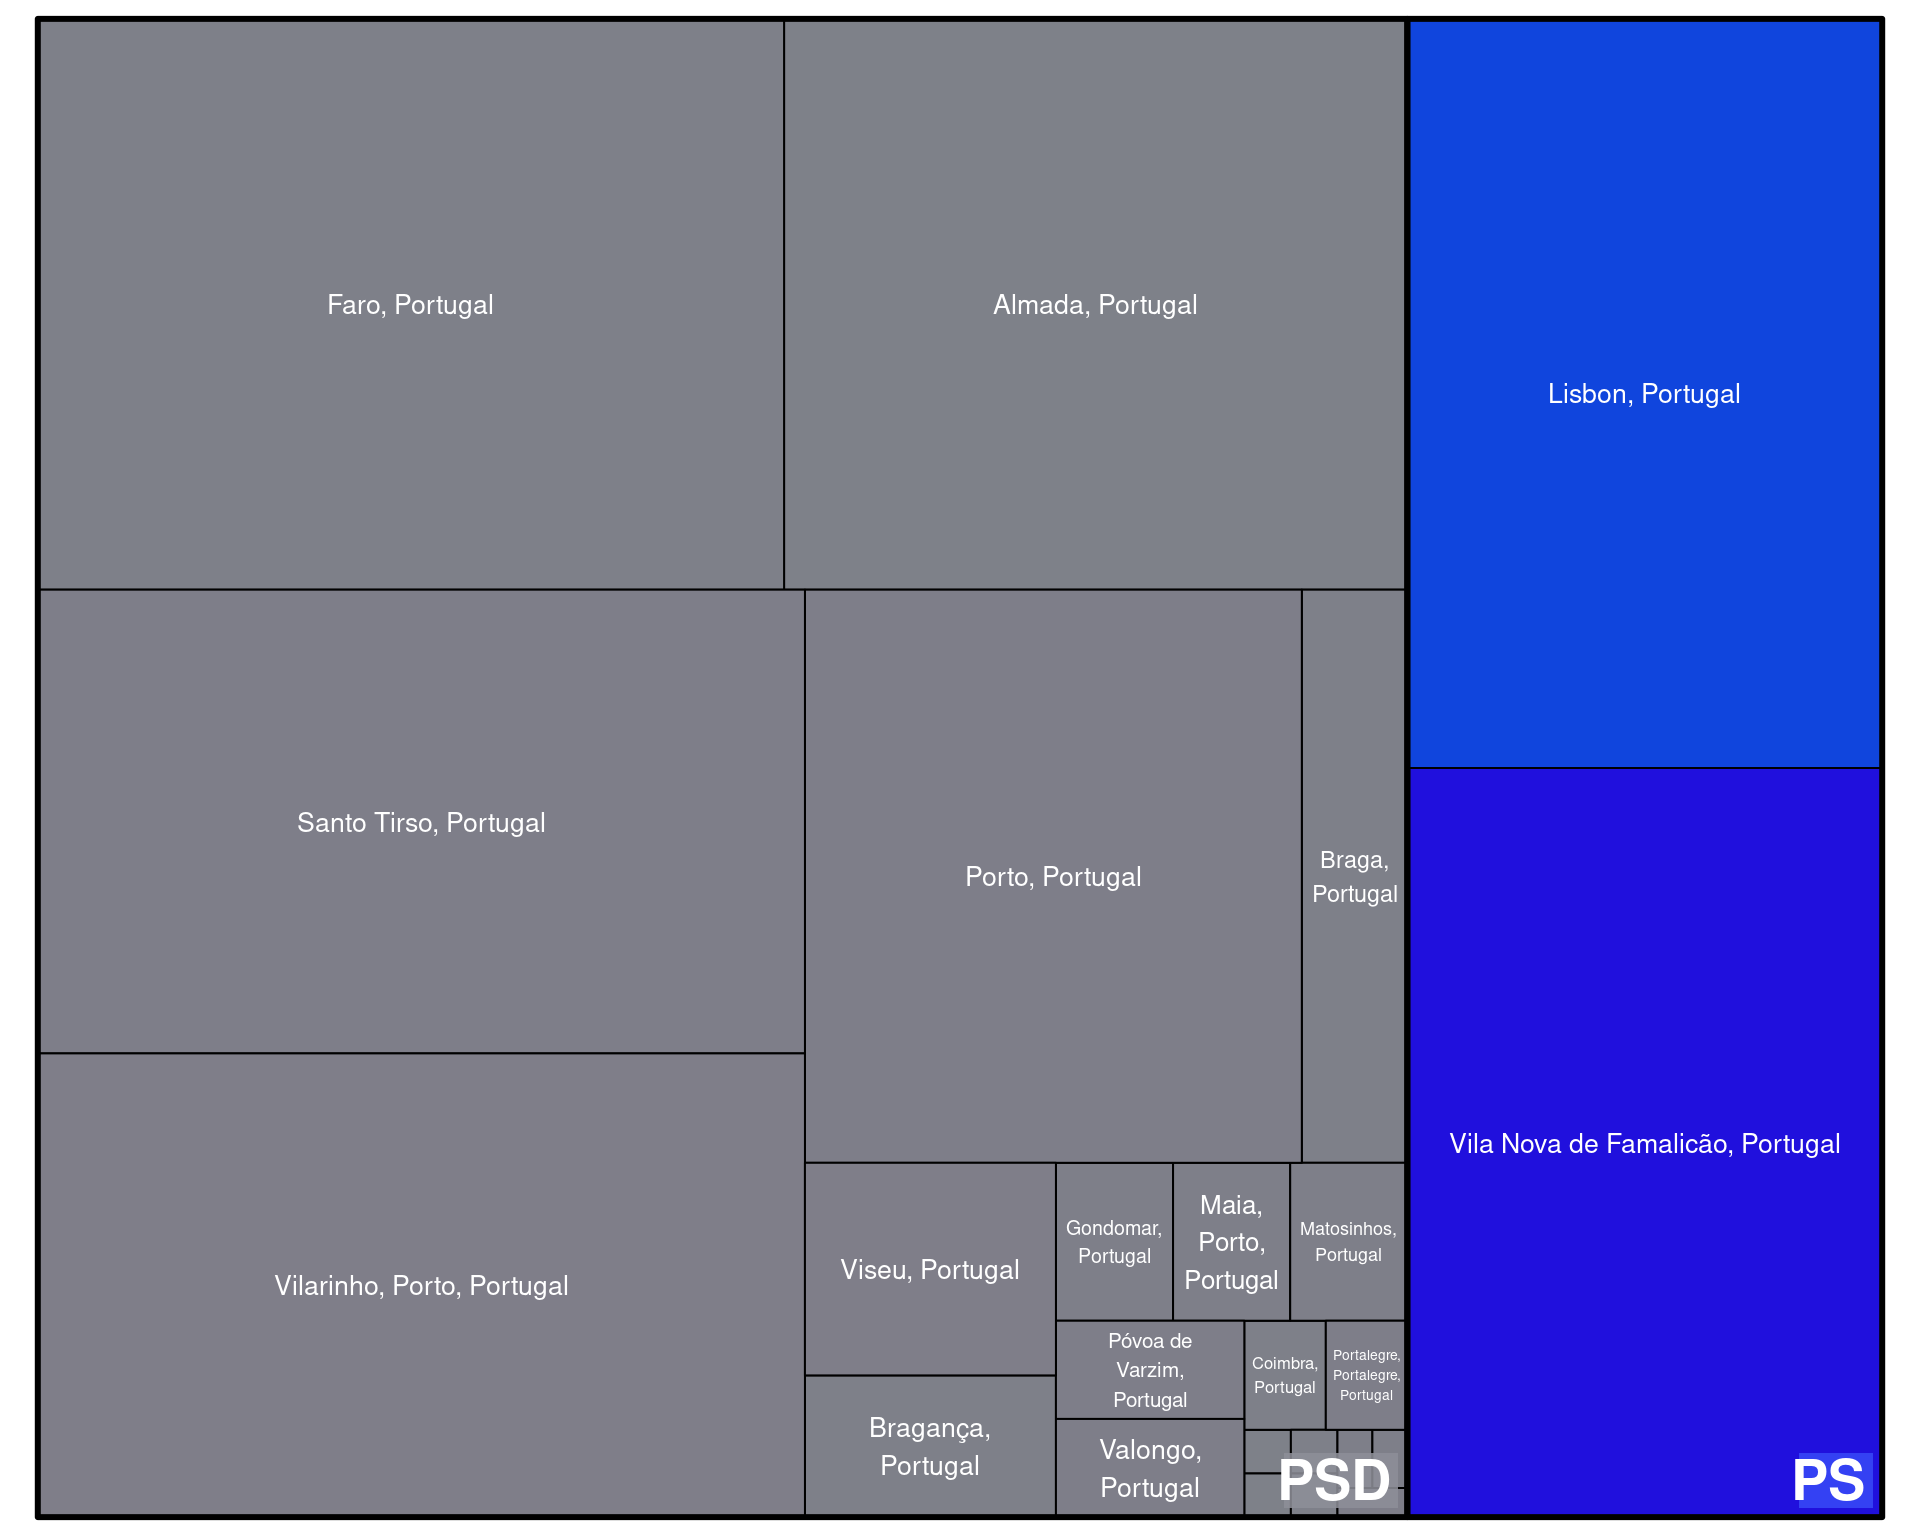 Faro, Portugal
Almada, Portugal
Lisbon, Portugal
Santo Tirso, Portugal
Porto, Portugal
Braga,
Portugal
Vila Nova de Famalicão, Portugal
Vilarinho, Porto, Portugal
Viseu, Portugal
Gondomar,
Portugal
Maia,
Porto,
Portugal
Matosinhos,
Portugal
Póvoa de
Varzim,
Portugal
Coimbra,
Portugal
Portalegre,
Portalegre,
Portugal
Bragança,
Portugal
Valongo,
Portugal
PSD
PS